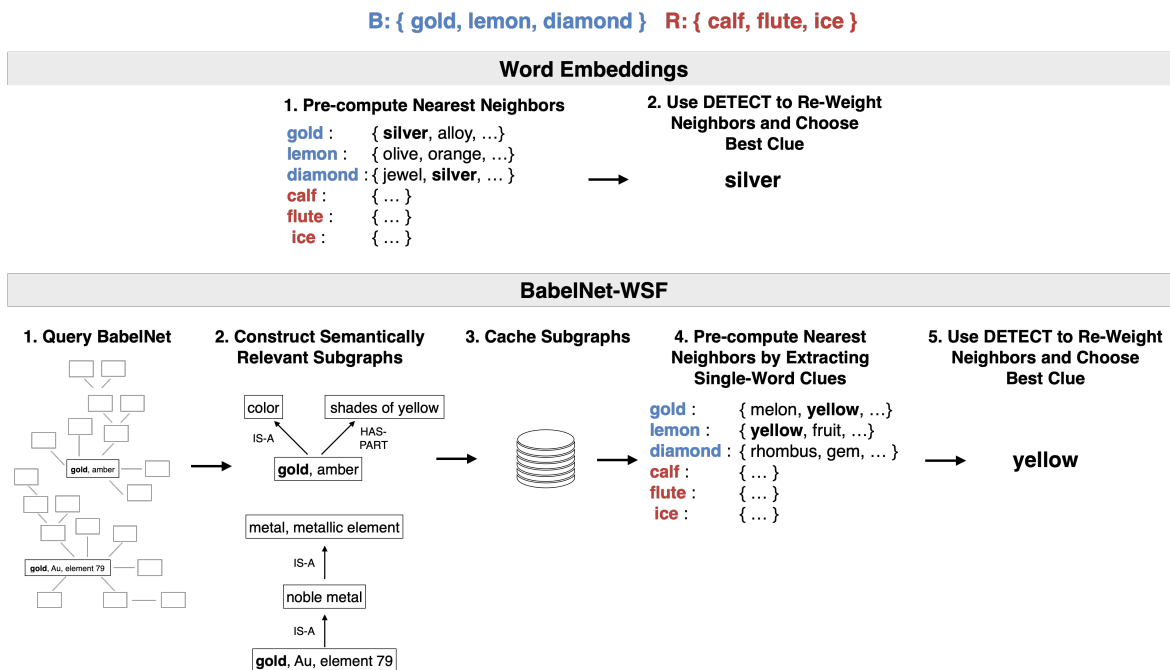 B: { gold, lemon, diamond }  R: { calf, flute, ice }
Word Embeddings
1. Pre-compute Nearest Neighbors
gold : { silver, alloy, …}
lemon : { olive, orange, …}
diamond : { jewel, silver, … }
calf : { … }
flute : { … }
ice : { … }
2. Use DETECT to Re-Weight
Neighbors and Choose
Best Clue
silver
BabelNet-WSF
1. Query BabelNet
gold, amber
gold, Au, element 79
2. Construct Semantically
Relevant Subgraphs
color
shades of yellow
IS-A
HAS-
PART
gold, amber
metal, metallic element
IS-A
noble metal
IS-A
gold, Au, element 79
3. Cache Subgraphs
4. Pre-compute Nearest
Neighbors by Extracting
Single-Word Clues
gold : { melon, yellow, …}
lemon : { yellow, fruit, …}
diamond : { rhombus, gem, … }
calf : { … }
flute : { … }
ice : { … }
5. Use DETECT to Re-Weight
Neighbors and Choose
Best Clue
yellow